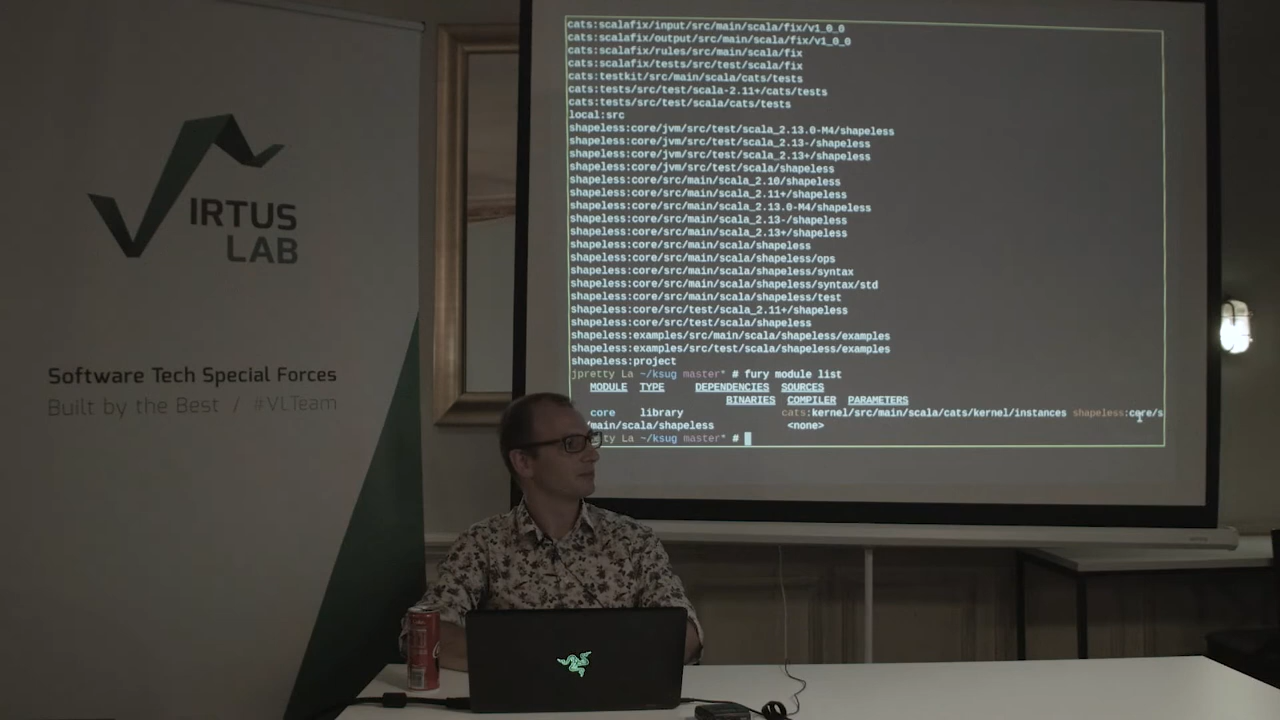 VIRTUS
LAB
Software Tech Special Forces
Built by the Best / #VLTeam
cats:scalafix/input/src/main/scala/fix/v1_0_0
cats:scalafix/output/src/main/scala/fix/v1_0_0
cats:scalafix/rules/src/main/scala/fix
cats:scalafix/tests/src/test/scala/fix
cats:testkit/src/main/scala/cats/tests
cats:tests/src/test/scala-2.11+/cats/tests
cats:tests/src/test/scala/cats/tests
local:src
shapeless:core/jvm/src/test/scala_2.13.0-M4/shapeless
shapeless:core/jvm/src/test/scala_2.13-/shapeless
shapeless:core/jvm/src/test/scala_2.13+/shapeless
shapeless:core/jvm/src/test/scala/shapeless
shapeless:core/src/main/scala_2.10/shapeless
shapeless:core/src/main/scala_2.11+/shapeless
shapeless:core/src/main/scala_2.13.0-M4/shapeless
shapeless:core/src/main/scala_2.13-/shapeless
shapeless:core/src/main/scala_2.13+/shapeless
shapeless:core/src/main/scala/shapeless
shapeless:core/src/main/scala/shapeless/ops
shapeless:core/src/main/scala/shapeless/syntax
shapeless:core/src/main/scala/shapeless/syntax/std
shapeless:core/src/main/scala/shapeless/test
shapeless:core/src/test/scala_2.11+/shapeless
shapeless:core/src/test/scala/shapeless
shapeless:examples/src/main/scala/shapeless/examples
shapeless:examples/src/test/scala/shapeless/examples
shapeless:project
jpretty La ~/ksug master* # fury module list
MODULE TYPE DEPENDENCIES SOURCES
BINARIES COMPILER PARAMETERS
core library cats:kernel/src/main/scala/cats/kernel/instances shapeless:core/s
/main/scala/shapeless <none>
tty La ~/ksug master* #